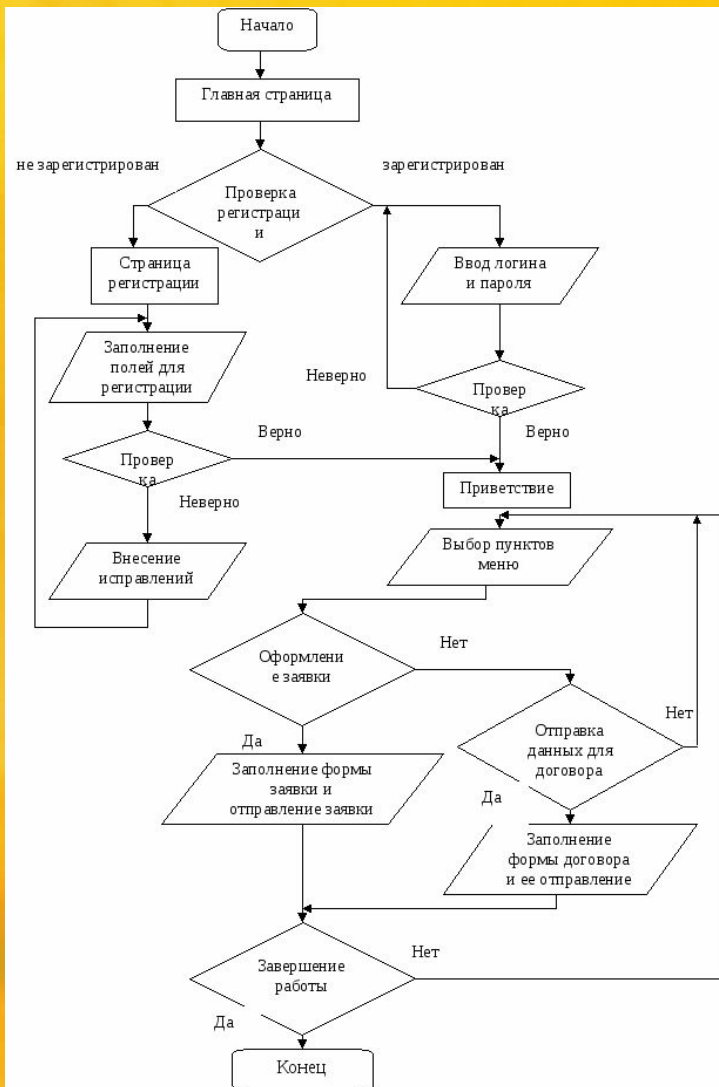 Начало
Главная страница
не зарегистрирован
зарегистрирован
Проверка
регистраци
и
Страница
регистрации
Ввод логина
и пароля
Заполнение
полей для
регистрации
Неверно
Провер
ка
Верно
Верно
Провер
ка
Приветствие
Неверно
Выбор пунктов
меню
Внесение
исправлений
Оформлени
е заявки
Нет
Нет
Отправка
данных для
договора
Да
Заполнение формы
заявки и
отправление заявки
Да
Заполнение
формы договора
и ее отправление
Завершение
работы
Нет
Да
Конец